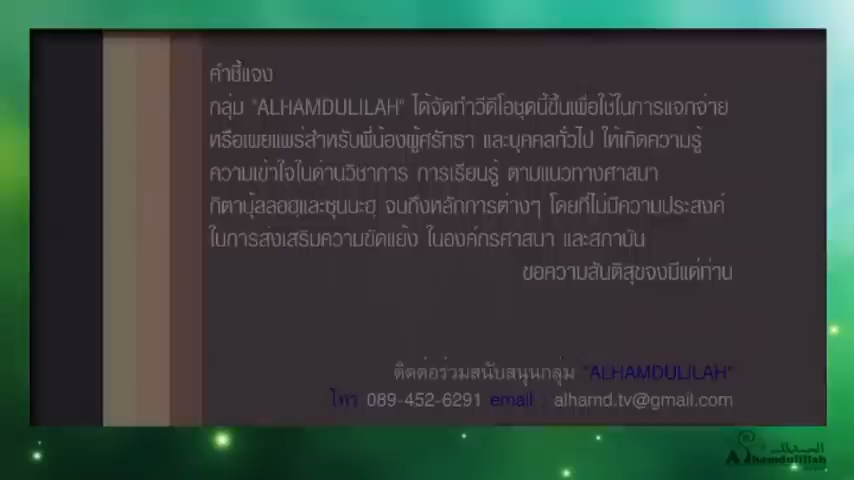 คำชี้แจง
กลุ่ม "ALHAMDULILAH" ได้จัดทำวีดีโอชุดนี้ขึ้นเพื่อใช้ในการแจกจ่าย
หรือเผยแพร่สำหรับพี่น้องผู้ศรัทธา และบุคคลทั่วไป ให้เกิดความรู้
ความเข้าใจในด้านวิชาการ การเรียนรู้ ตามแนวทางศาสนา
กิตาบุ้ลลอฮฺและซุนนะฮฺ จนถึงหลักการต่างๆ โดยที่ไม่มีความประสงค์
ในการส่งเสริมความขัดแย้ง ในองค์กรศาสนา และสถาบัน
ขอความสันติสุขจงมีแด่ท่าน
ติดต่อร่วมสนับสนุนกลุ่ม "ALHAMDULILAH"
โทร 089-452-6291 email : alhamd.tv@gmail.com
الحمد لله
Alhamdulillah